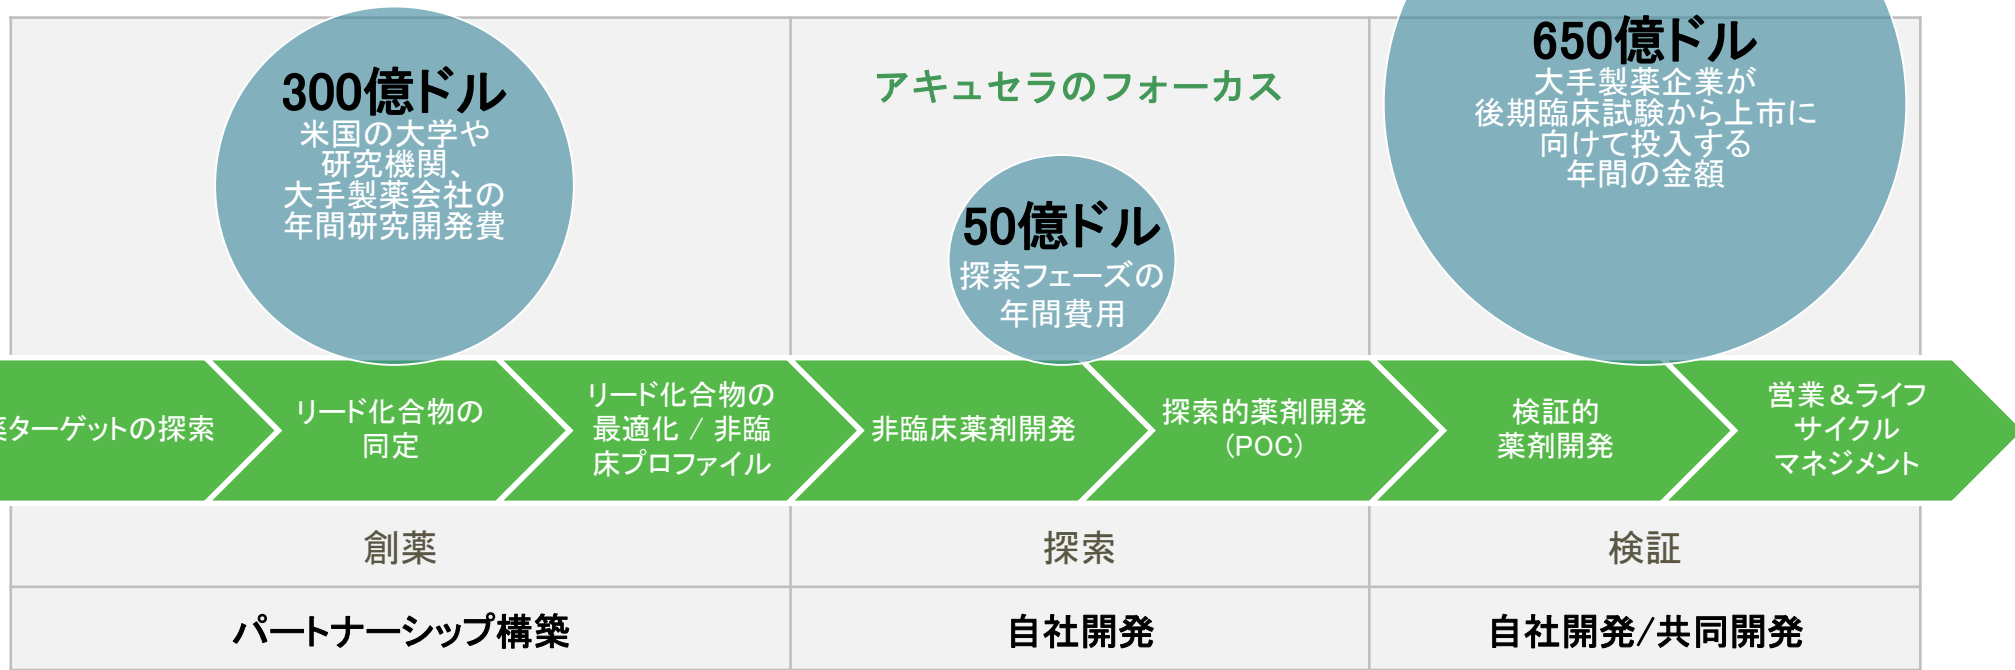 300億ドル
米国の大学や
研究機関、
大手製薬会社の
年間研究開発費
アキュセラのフォーカス
50億ドル
探索フェーズの
年間費用
650億ドル
大手製薬企業が
後期臨床試験から上市に
向けて投入する
年間の金額
ターゲットの探索
リード化合物の
同定
リード化合物の
最適化 / 非臨
床プロファイル
非臨床薬剤開発
探索的薬剤開発
(POC)
検証的
薬剤開発
営業&ライフ
サイクル
マネジメント
創薬
探索
検証
パートナーシップ構築
自社開発
自社開発/共同開発